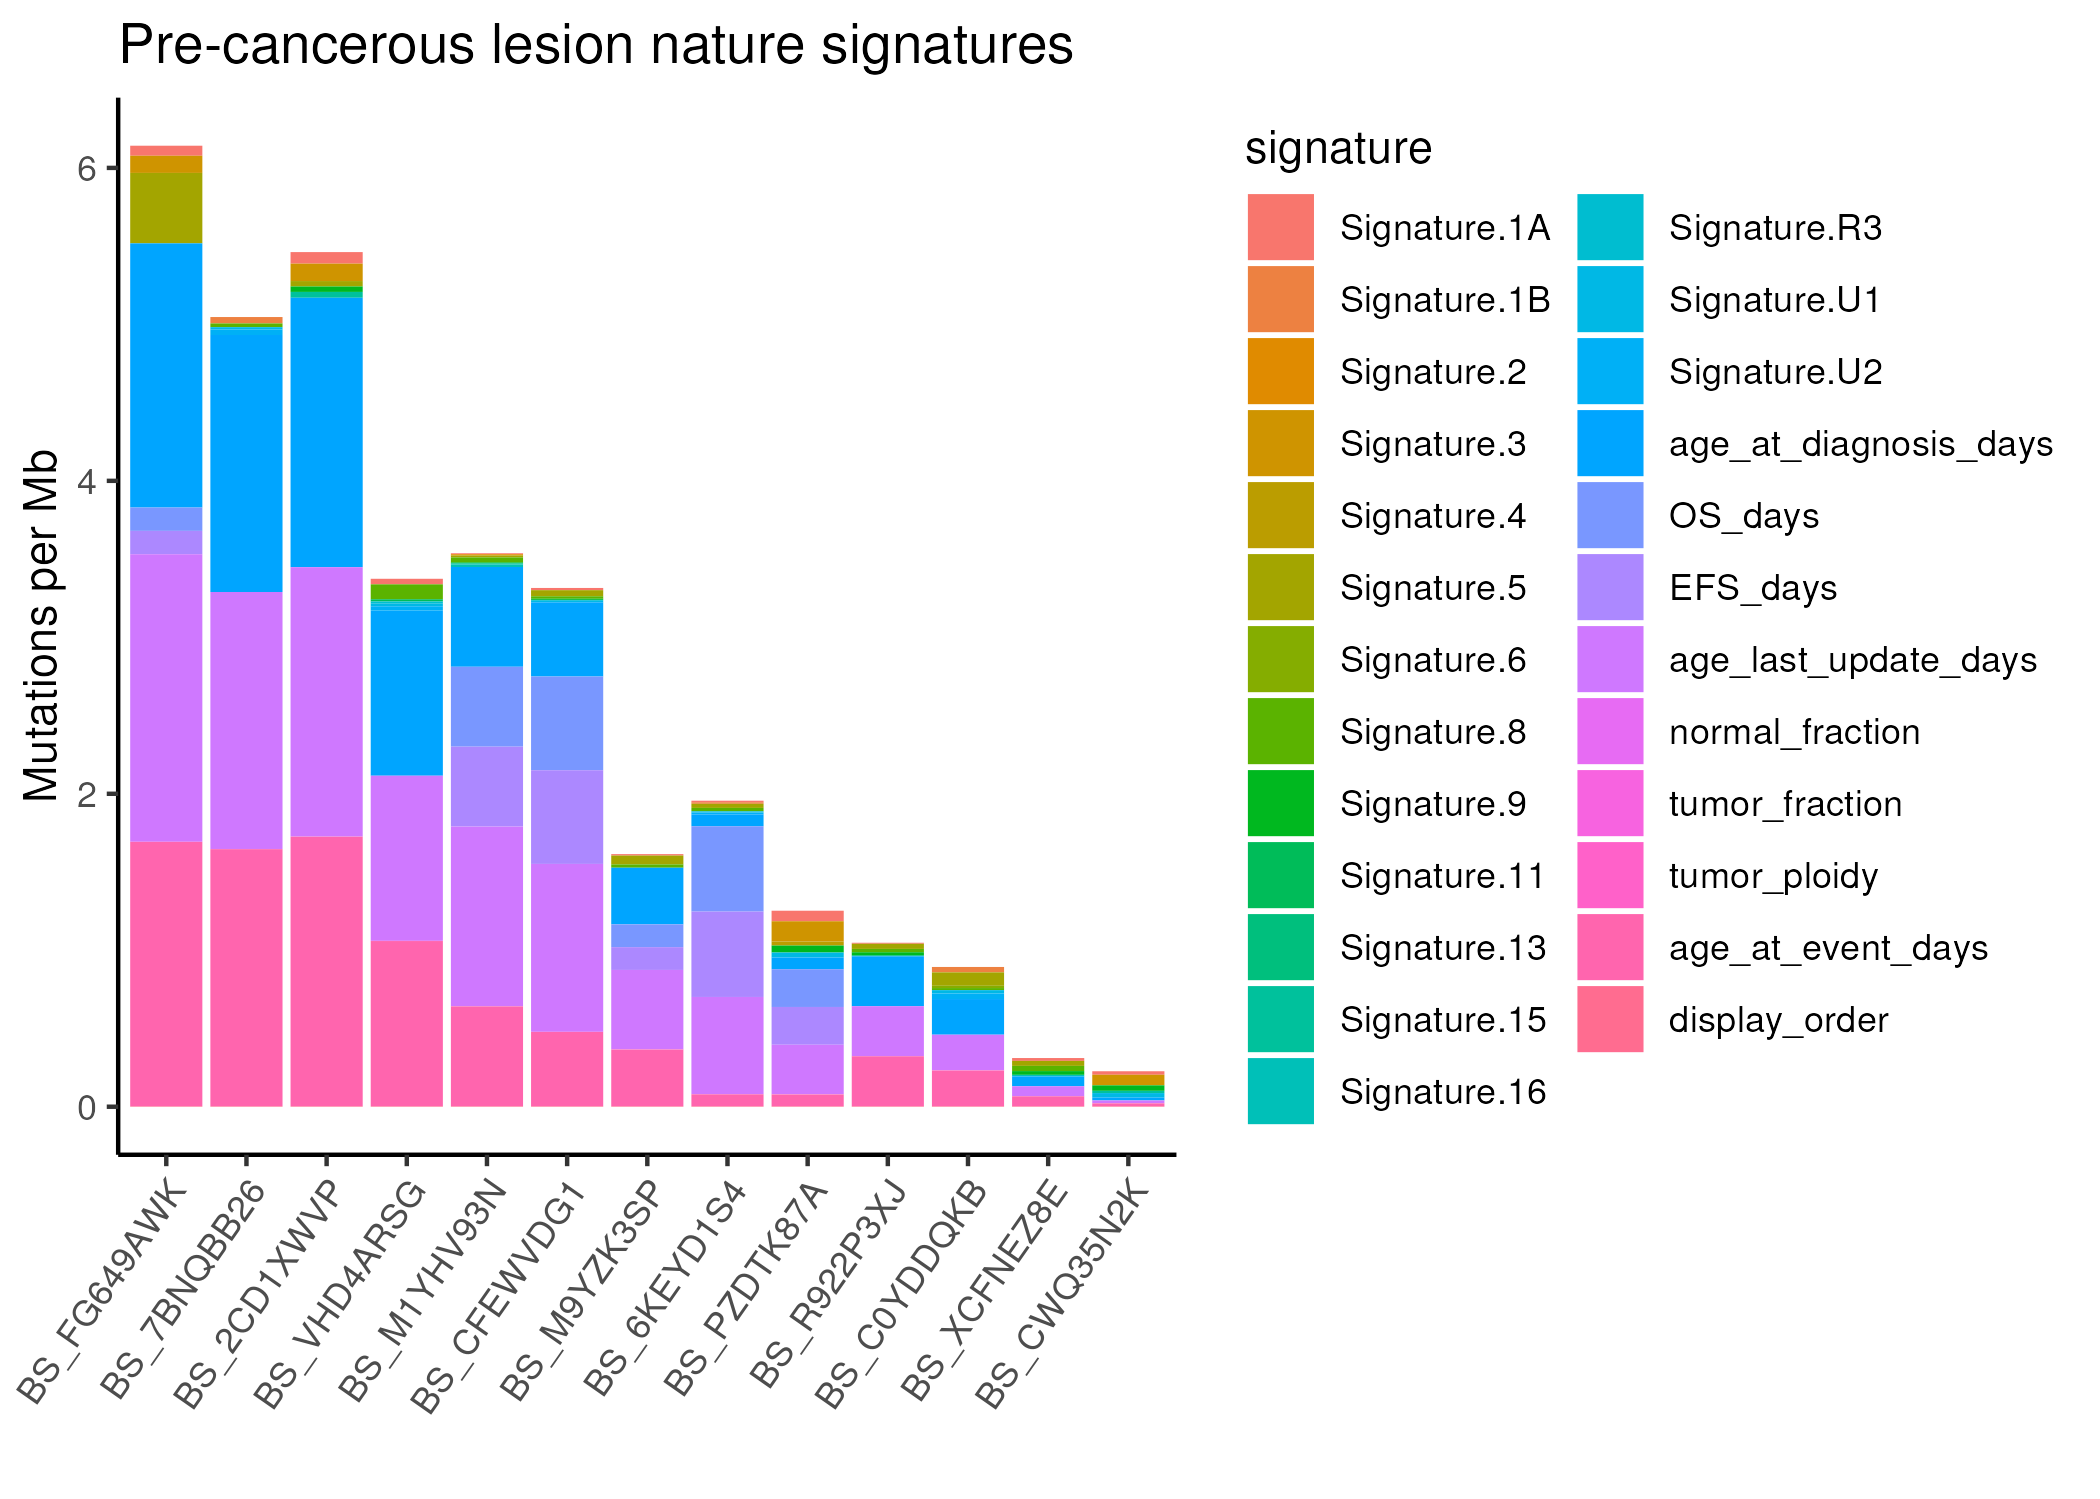 Pre-cancerous lesion nature signatures
Mutations per Mb
6
4
2
0
BS_FG649AWK
BS_7BNQBB26
BS_2CD1XWVP
BS_VHD4ARSG
BS_M1YHV93N
BS_CFEWVDG1
BS_M9YZK3SP
BS_6KEYD1S4
BS_PZDTK87A
BS_R922P3XJ
BS_C0YDDQKB
BS_XCFNEZ8E
BS_CWQ35N2K
signature
Signature.1A
Signature.1B
Signature.2
Signature.3
Signature.4
Signature.5
Signature.6
Signature.8
Signature.9
Signature.11
Signature.13
Signature.15
Signature.16
Signature.R3
Signature.U1
Signature.U2
age_at_diagnosis_days
OS_days
EFS_days
age_last_update_days
normal_fraction
tumor_fraction
tumor_ploidy
age_at_event_days
display_order